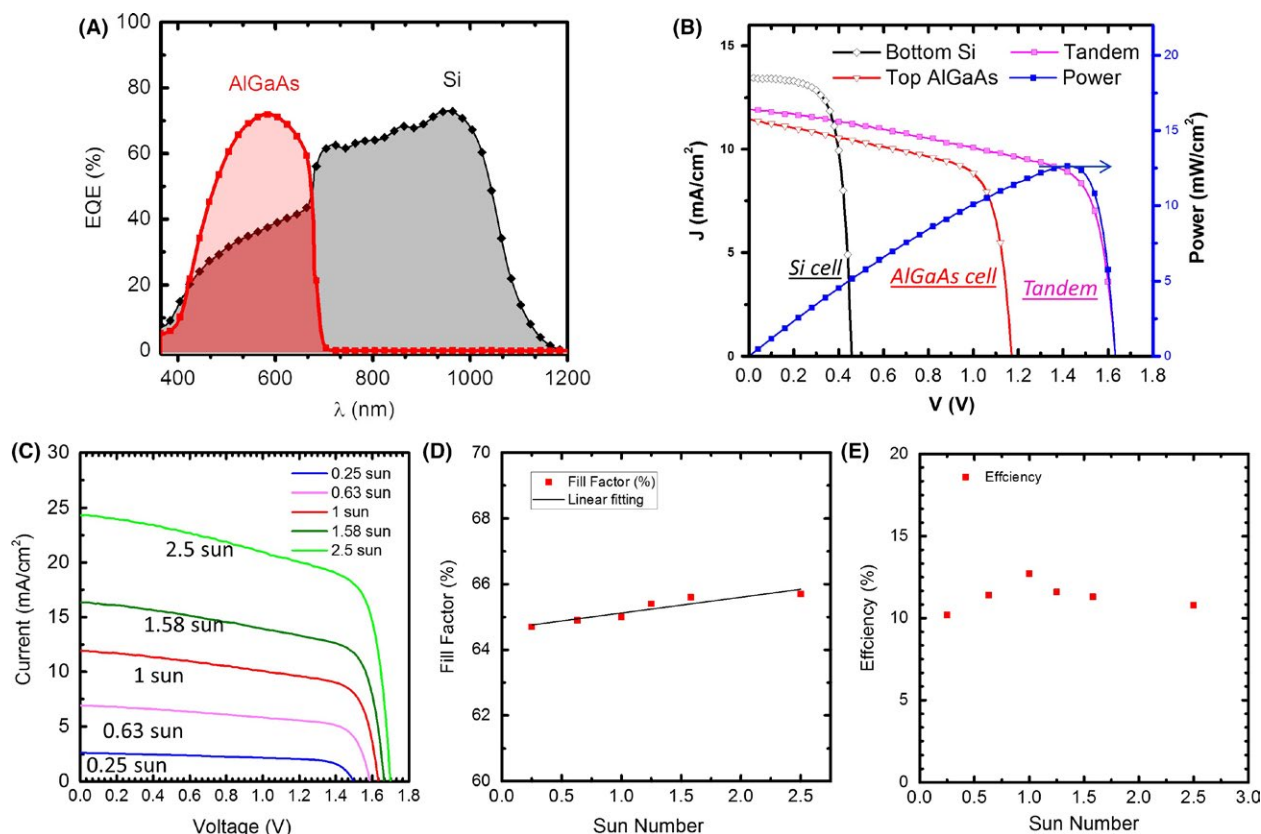 (A)
100
80
60
40
20
0
EQE (%)
AlGaAs
Si
400 600 800 1000 1200
λ (nm)
(B)
15
10
5
0
J (mA/cm²)
Bottom Si
Top AlGaAs
Tandem
Power
Si cell
AlGaAs cell
Tandem
20
15
10
5
0
Power (mW/cm²)
0.0 0.4 0.8 1.2 1.6 1.8
V (V)
(C)
30
25
20
15
10
5
0
Current (mA/cm²)
0.25 sun
0.63 sun
1 sun
1.58 sun
2.5 sun
2.5 sun
1.58 sun
1 sun
0.63 sun
0.25 sun
0.0 0.2 0.4 0.6 0.8 1.0 1.2 1.4 1.6 1.8
Voltage (V)
(D)
70
68
66
64
62
60
Fill Factor (%)
Fill Factor (%)
Linear fitting
0.0 0.5 1.0 1.5 2.0 2.5
Sun Number
(E)
20
15
10
5
0
Effciency (%)
Effciency
0.0 0.5 1.0 1.5 2.0 2.5 3.0
Sun Number